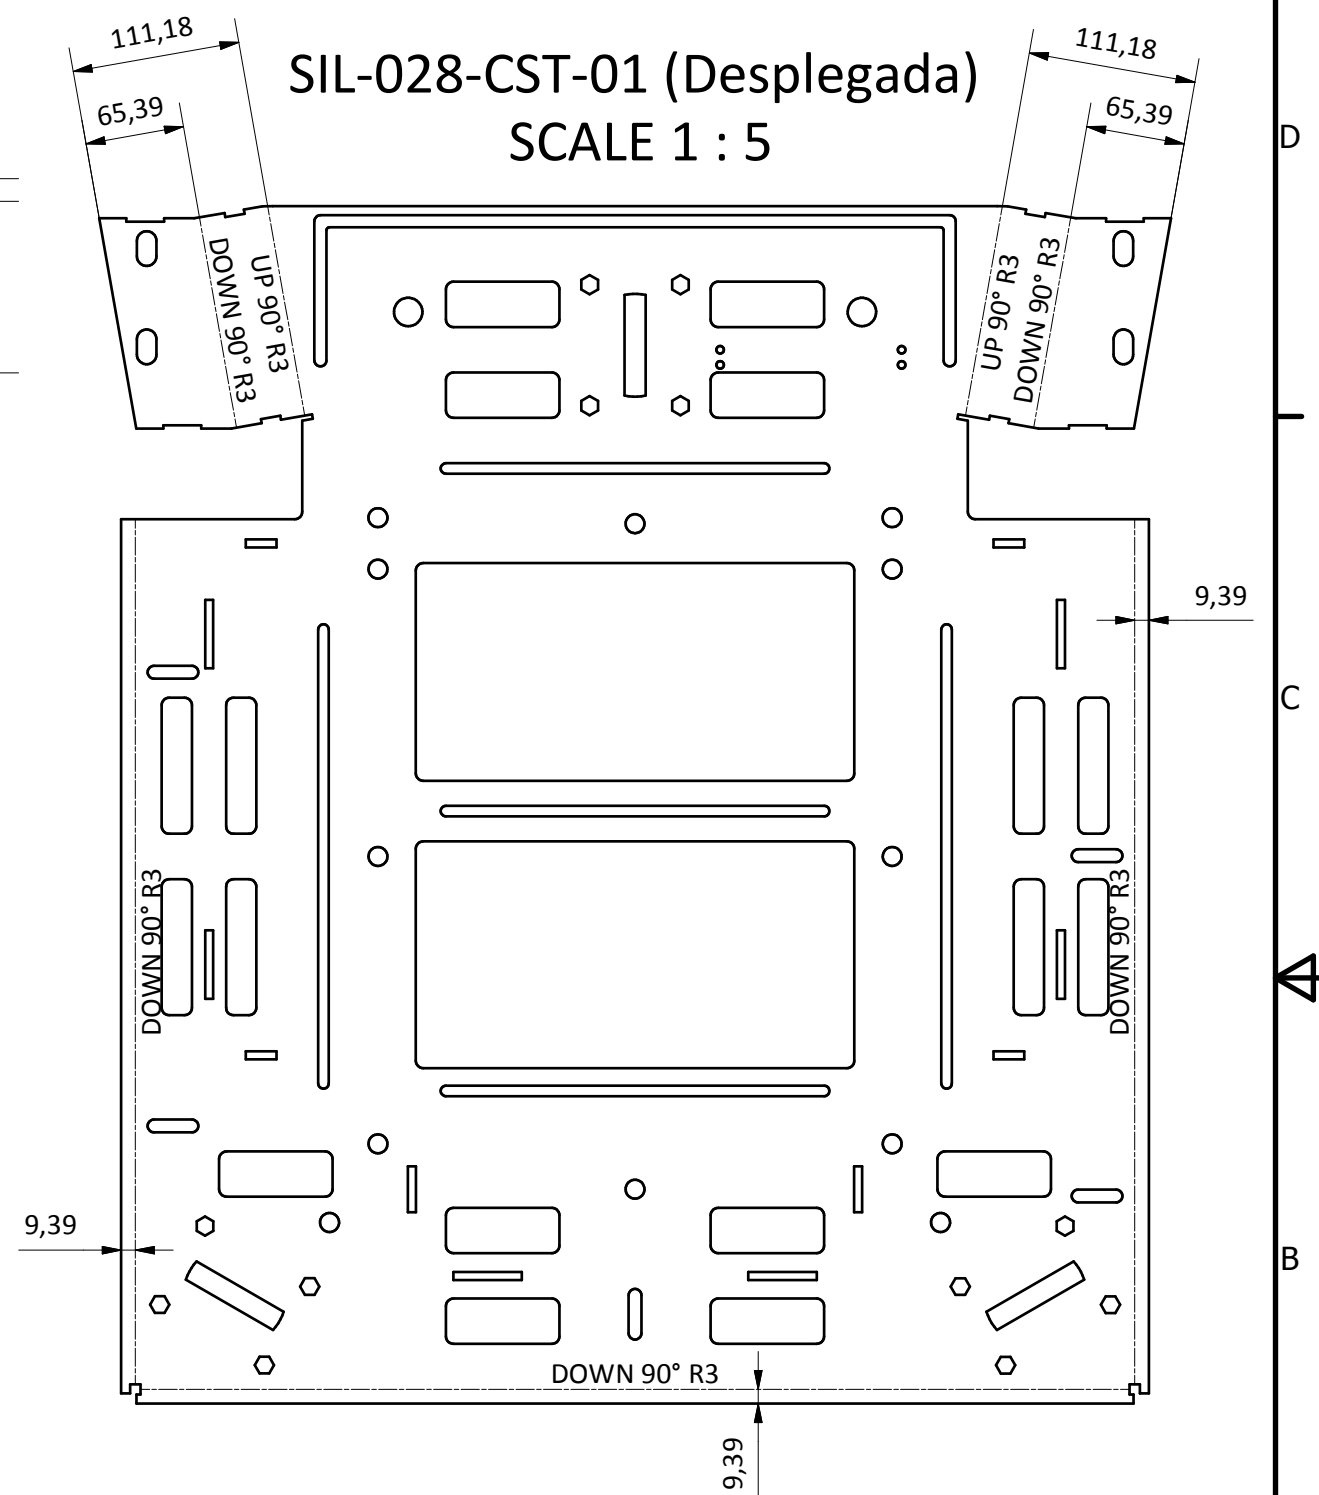 111,18
SIL-028-CST-01 (Desplegada)
111,18
65,39
SCALE 1 : 5
65,39
D
UP 90° R3
DOWN 90° R3
UP 90° R3
DOWN 90° R3
9,39
C
DOWN 90° R3
DOWN 90° R3
9,39
B
DOWN 90° R3
9,39